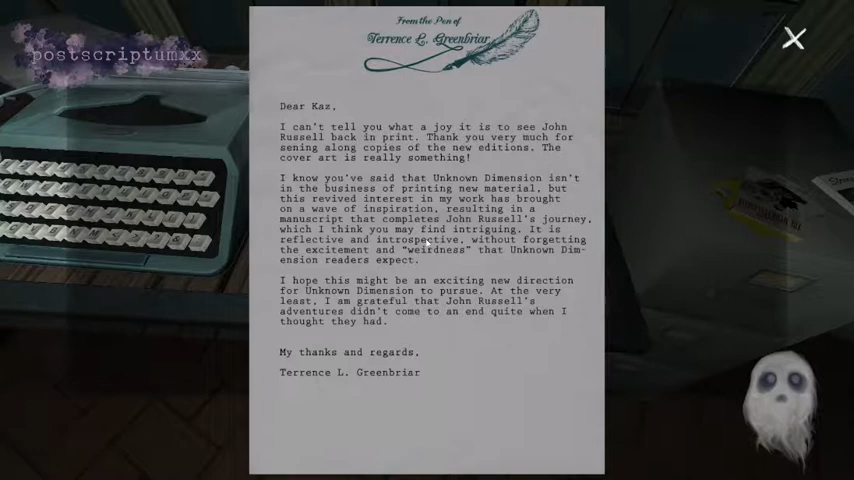 From the Pen of
Terrence L. Greenbriar
postscriptumxx
Dear Kaz,
I can't tell you what a joy it is to see John
Russell back in print. Thank you very much for
sening along copies of the new editions. The
cover art is really something!
I know you've said that Unknown Dimension isn't
in the business of printing new material, but
this revived interest in my work has brought
on a wave of inspiration, resulting in a
manuscript that completes John Russell's journey,
which I think you may find intriguing. It is
reflective and introspective, without forgetting
the excitement and "weirdness" that Unknown Dim-
ension readers expect.
I hope this might be an exciting new direction
for Unknown Dimension to pursue. At the very
least, I am grateful that John Russell's
adventures didn't come to an end quite when I
thought they had.
My thanks and regards,
Terrence L. Greenbriar